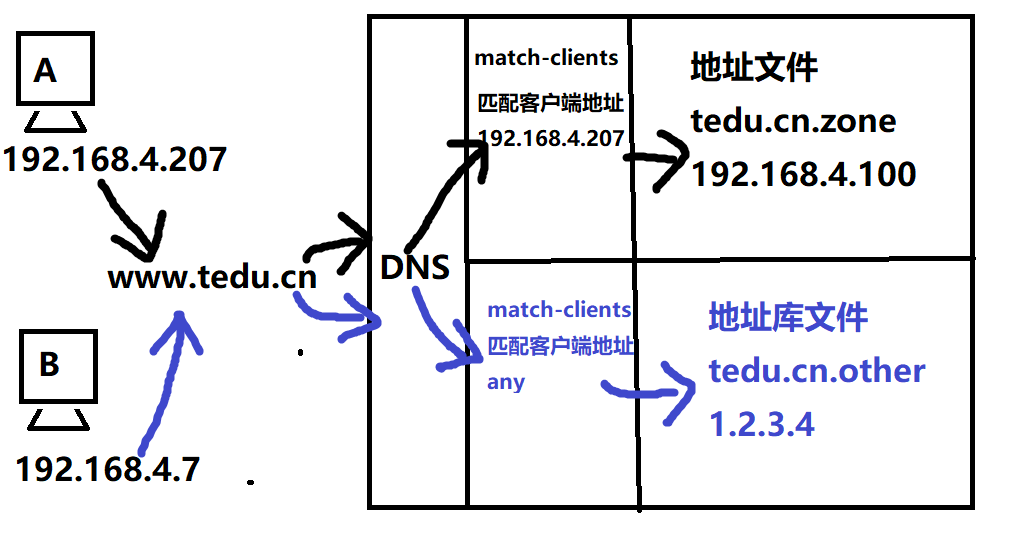 A
192.168.4.207
www.tedu.cn
B
192.168.4.7
DNS
match-clients
匹配客户端地址
192.168.4.207
地址文件
tedu.cn.zone
192.168.4.100
match-clients
匹配客户端地址
any
地址库文件
tedu.cn.other
1.2.3.4